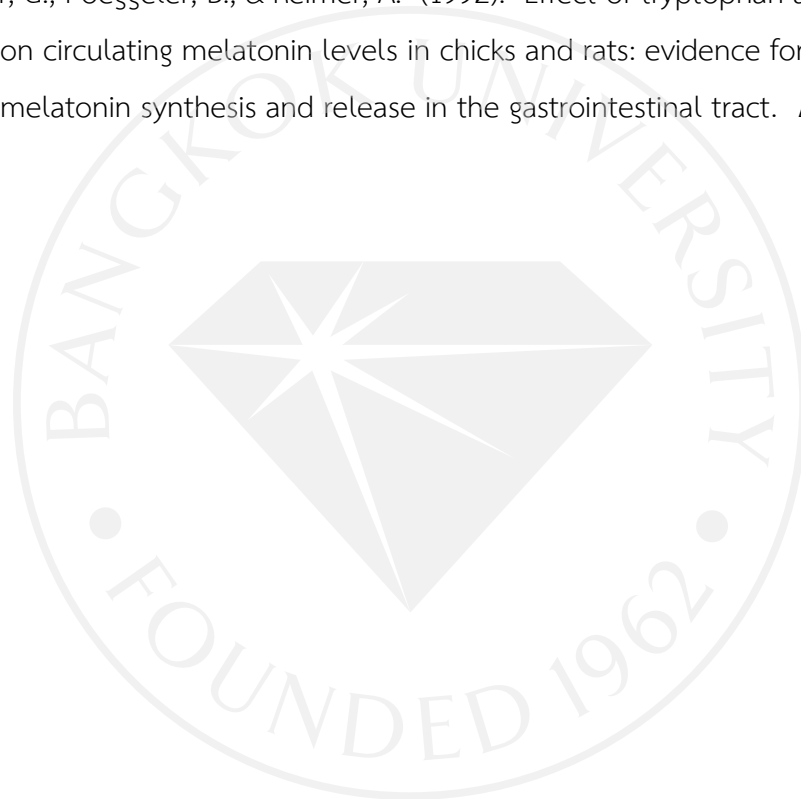 G., Poeggeler, B., & Reimer, A. (1992). Effect of tryptophan
on circulating melatonin levels in chicks and rats: evidence for
melatonin synthesis and release in the gastrointestinal tract.
BANGKOK UNIVERSITY
FOUNDED 1962